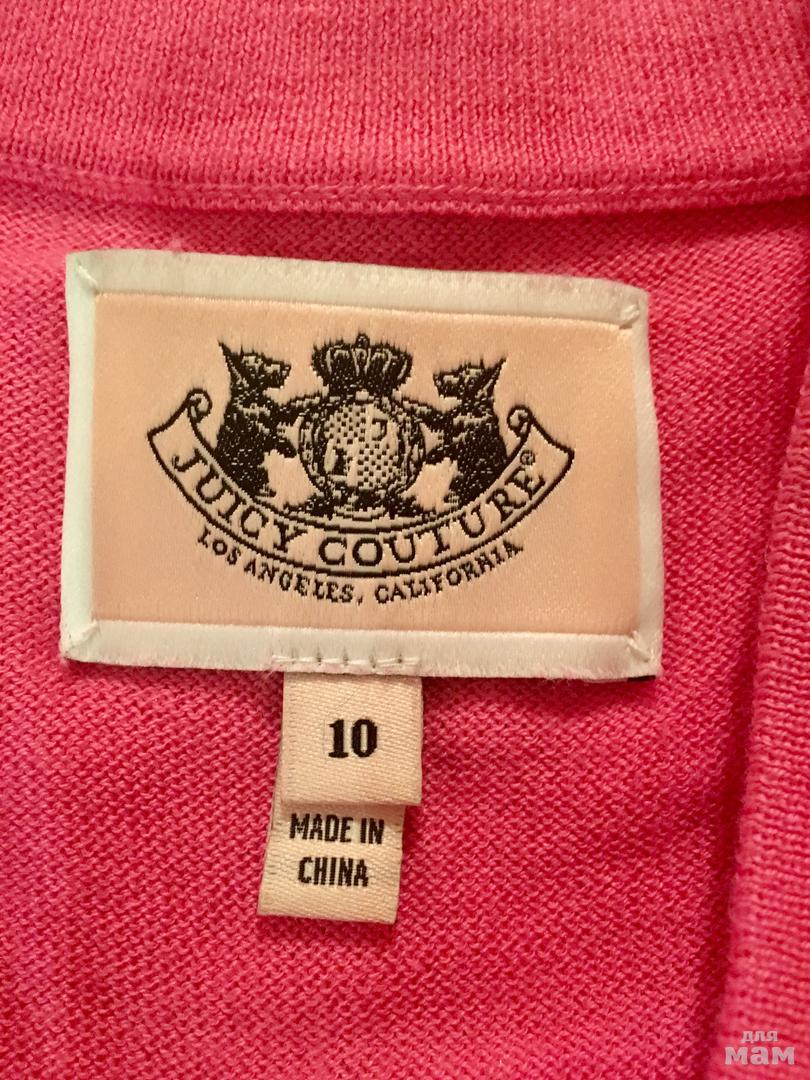 JUICY COUTURE®
LOS ANGELES, CALIFORNIA
10
MADE IN
CHINA
для
мам